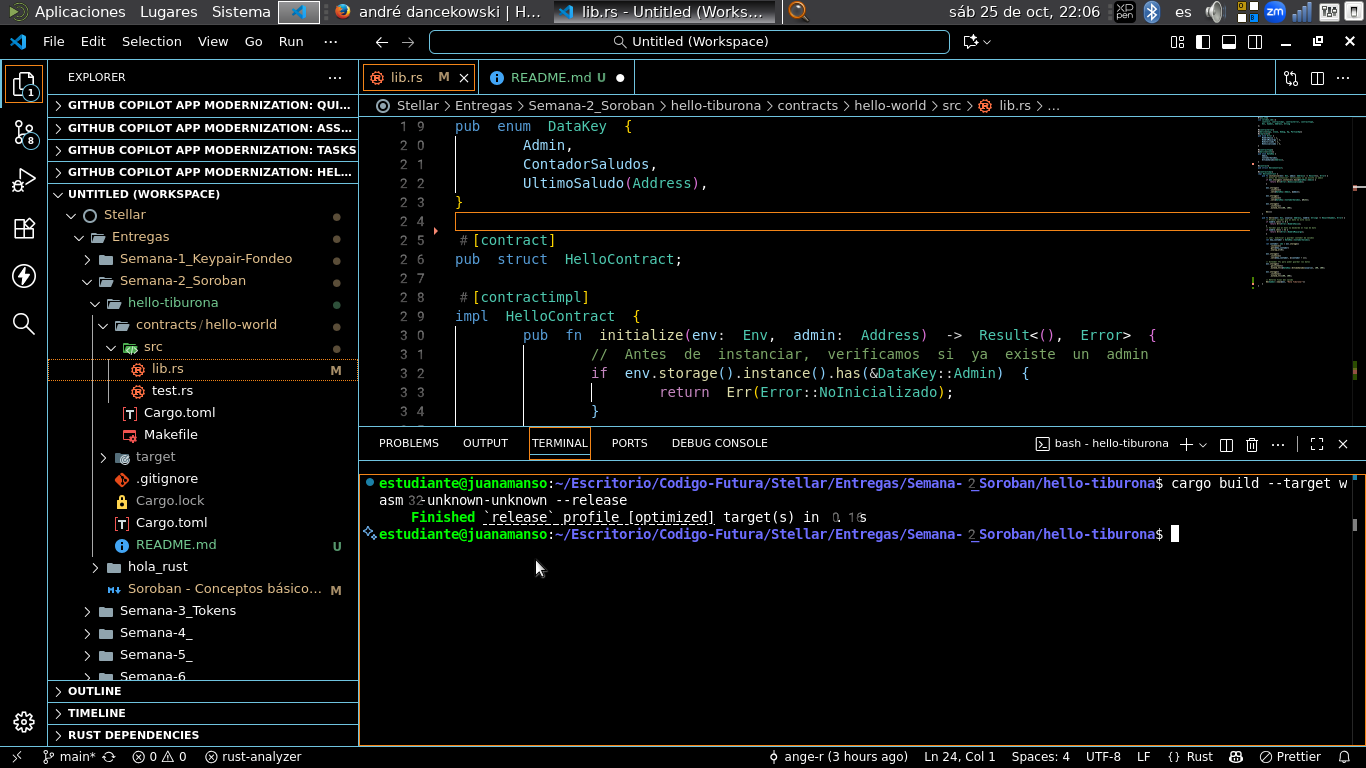 Aplicaciones Lugares Sistema andré dancekowski | H... lib.rs - Untitled (Works... XP PEN sáb 25 de oct, 22:06 es zm
File Edit Selection View Go Run ··· Untitled (Workspace)
EXPLORER ···
GITHUB COPILOT APP MODERNIZATION: QUI...
GITHUB COPILOT APP MODERNIZATION: ASS...
GITHUB COPILOT APP MODERNIZATION: TASKS
GITHUB COPILOT APP MODERNIZATION: HEL...
UNTITLED (WORKSPACE)
Stellar
Entregas
Semana-1_Keypair-Fondeo
Semana-2_Soroban
hello-tiburona
contracts / hello-world
src
lib.rs M
test.rs
Cargo.toml
Makefile
target
.gitignore
Cargo.lock
Cargo.toml
README.md U
hola_rust
Soroban - Conceptos básico... M
Semana-3_Tokens
Semana-4_
Semana-5_
Semana-6
OUTLINE
TIMELINE
RUST DEPENDENCIES
1
8
lib.rs M README.md U
Stellar > Entregas > Semana-2_Soroban > hello-tiburona > contracts > hello-world > src > lib.rs > ...
19 pub enum DataKey {
20 Admin,
21 ContadorSaludos,
22 UltimoSaludo(Address),
23 }
24
25 #[contract]
26 pub struct HelloContract;
27
28 #[contractimpl]
29 impl HelloContract {
30 pub fn initialize(env: Env, admin: Address) -> Result<(), Error> {
31 // Antes de instanciar, verificamos si ya existe un admin
32 if env.storage().instance().has(&DataKey::Admin) {
33 return Err(Error::NoInicializado);
34 }
PROBLEMS OUTPUT TERMINAL PORTS DEBUG CONSOLE bash - hello-tiburona
estudiante@juanamanso:~/Escritorio/Codigo-Futura/Stellar/Entregas/Semana-2_Soroban/hello-tiburona$ cargo build --target w
asm32-unknown-unknown --release
Finished `release` profile [optimized] target(s) in 0.16s
estudiante@juanamanso:~/Escritorio/Codigo-Futura/Stellar/Entregas/Semana-2_Soroban/hello-tiburona$
main* 0 0 rust-analyzer ange-r (3 hours ago) Ln 24, Col 1 Spaces: 4 UTF-8 LF {} Rust Prettier